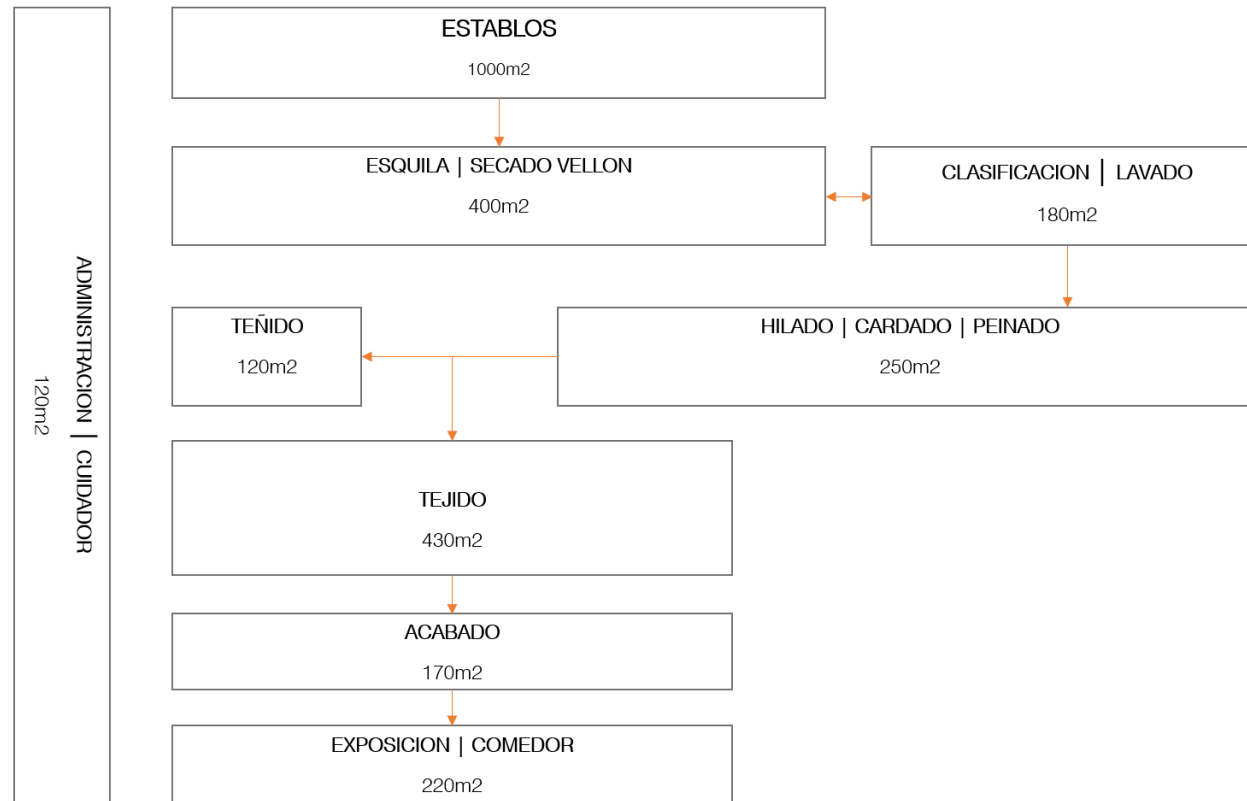 ESTABLOS
1000m2
ESQUILA | SECADO VELLON
400m2
CLASIFICACION | LAVADO
180m2
TEÑIDO
120m2
HILADO | CARDADO | PEINADO
250m2
TEJIDO
430m2
ACABADO
170m2
EXPOSICION | COMEDOR
220m2
ADMINISTRACION | CUIDADOR
120m2